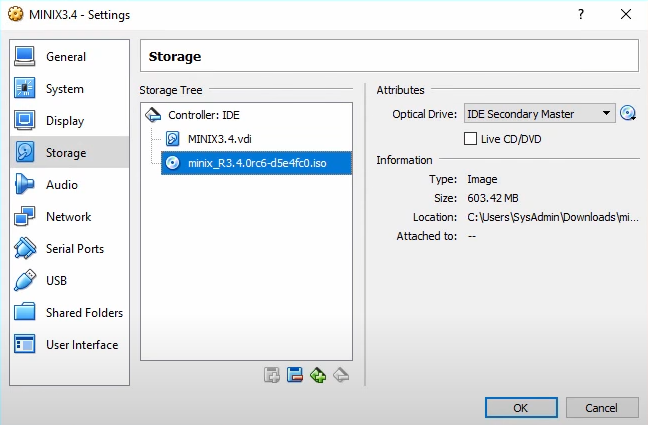 MINIX3.4 - Settings
?
General
System
Display
Storage
Audio
Network
Serial Ports
USB
Shared Folders
User Interface
Storage
Storage Tree
Controller: IDE
MINIX3.4.vdi
minix_R3.4.0rc6-d5e4fc0.iso
Attributes
Optical Drive: IDE Secondary Master
Live CD/DVD
Information
Type: Image
Size: 603.42 MB
Location: C:\Users\SysAdmin\Downloads\mi...
Attached to: --
OK
Cancel